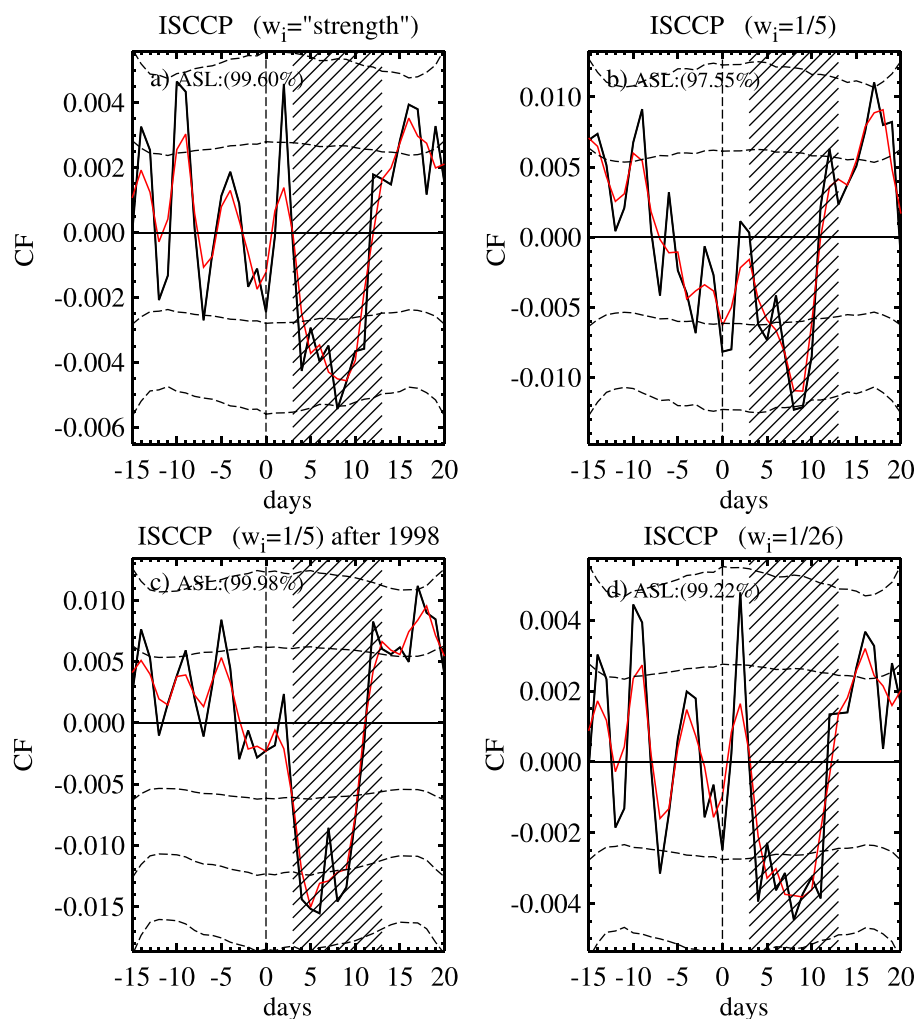 ISCCP (w_i="strength")
a) ASL:(99.60%)
0.004
0.002
0.000
-0.002
-0.004
-0.006
CF
-15 -10 -5 0 5 10 15 20
days
ISCCP (w_i=1/5)
b) ASL:(97.55%)
0.010
0.005
0.000
-0.005
-0.010
CF
-15 -10 -5 0 5 10 15 20
days
ISCCP (w_i=1/5) after 1998
c) ASL:(99.98%)
0.010
0.005
0.000
-0.005
-0.010
-0.015
CF
-15 -10 -5 0 5 10 15 20
days
ISCCP (w_i=1/26)
d) ASL:(99.22%)
0.004
0.002
0.000
-0.002
-0.004
CF
-15 -10 -5 0 5 10 15 20
days